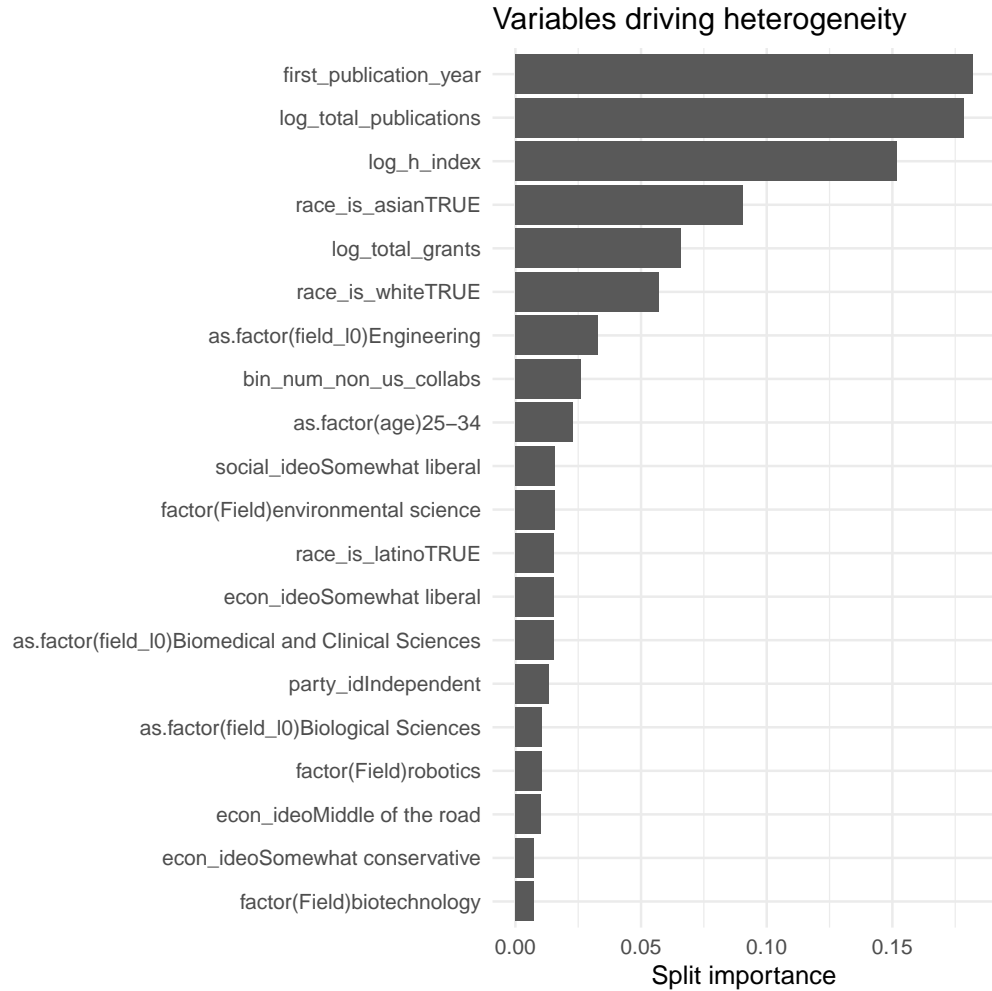 Variables driving heterogeneity
first_publication_year
log_total_publications
log_h_index
race_is_asianTRUE
log_total_grants
race_is_whiteTRUE
as.factor(field_l0)Engineering
bin_num_non_us_collabs
as.factor(age)25−34
social_ideoSomewhat liberal
factor(Field)environmental science
race_is_latinoTRUE
econ_ideoSomewhat liberal
as.factor(field_l0)Biomedical and Clinical Sciences
party_idIndependent
as.factor(field_l0)Biological Sciences
factor(Field)robotics
econ_ideoMiddle of the road
econ_ideoSomewhat conservative
factor(Field)biotechnology
0.00 0.05 0.10 0.15
Split importance